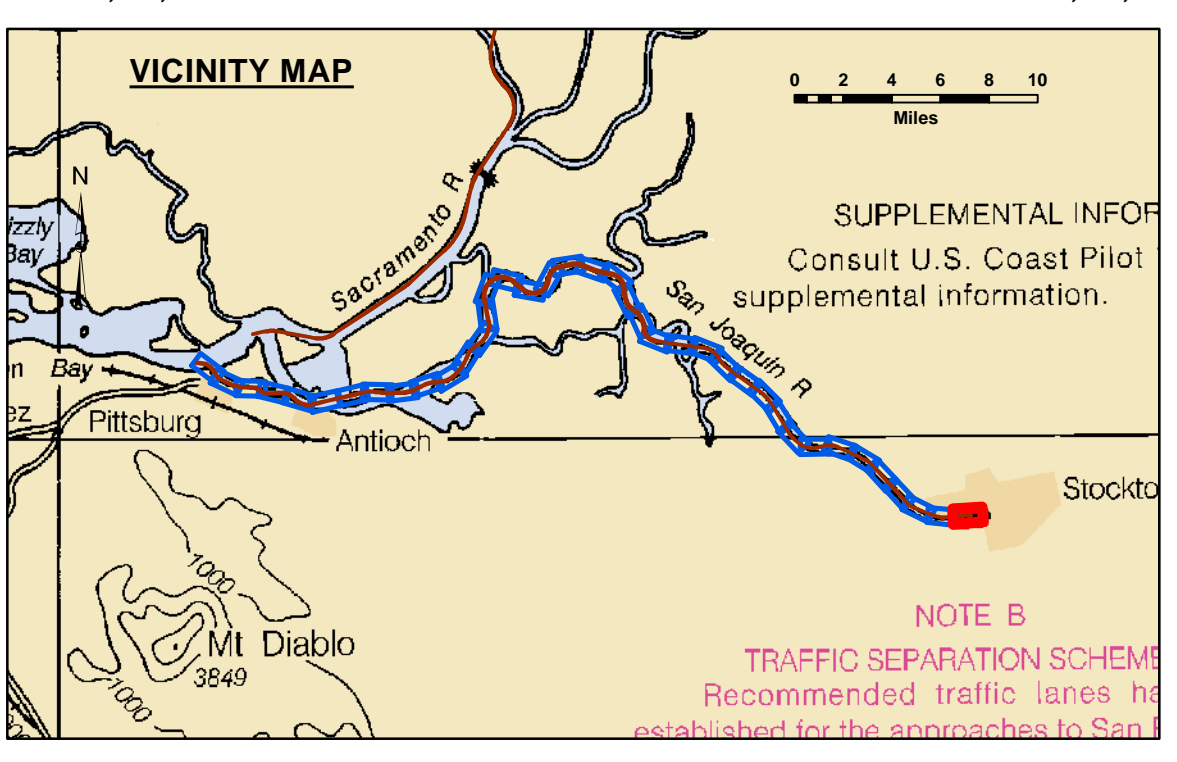 VICINITY MAP
0 2 4 6 8 10
Miles
N
izzly
Bay
Sacramento R
SUPPLEMENTAL INFOR
Consult U.S. Coast Pilot
supplemental information.
San Joaquin R
n Bay
ez
Pittsburg
Antioch
Stockto
1000
Mt Diablo
3849
1000
NOTE B
TRAFFIC SEPARATION SCHEME
Recommended traffic lanes ha
established for the approaches to San